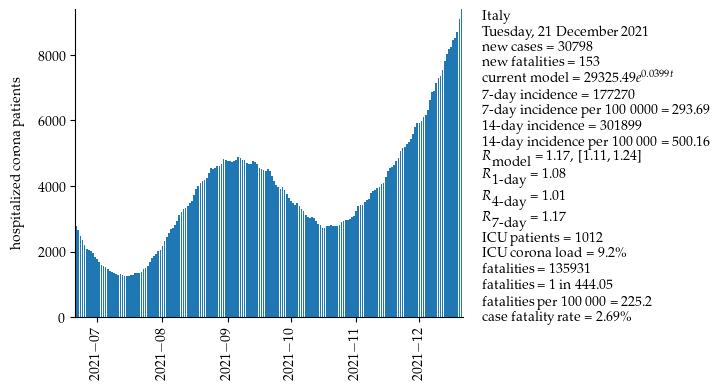 Italy
Tuesday, 21 December 2021
new cases = 30798
new fatalities = 153
current model = 29325.49e^0.0399t
7-day incidence = 177270
7-day incidence per 100 0000 = 293.69
14-day incidence = 301899
14-day incidence per 100 000 = 500.16
R_model = 1.17, [1.11, 1.24]
R_1-day = 1.08
R_4-day = 1.01
R_7-day = 1.17
ICU patients = 1012
ICU corona load = 9.2%
fatalities = 135931
fatalities = 1 in 444.05
fatalities per 100 000 = 225.2
case fatality rate = 2.69%
hospitalized corona patients
8000
6000
4000
2000
0
2021−07
2021−08
2021−09
2021−10
2021−11
2021−12